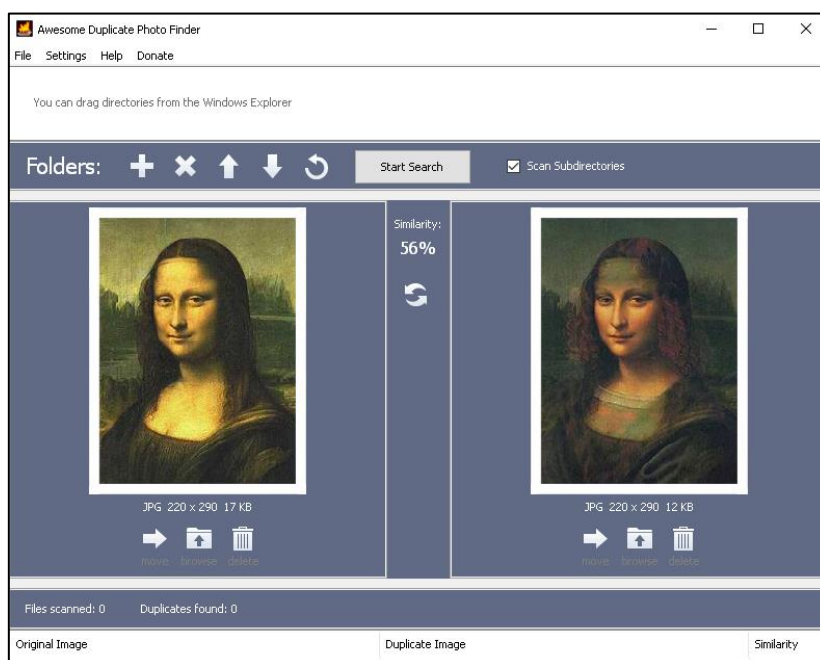 Awesome Duplicate Photo Finder
File Settings Help Donate
You can drag directories from the Windows Explorer
Folders: Start Search Scan Subdirectories
Similarity:
56%
JPG 220 x 290 17 KB
JPG 220 x 290 12 KB
move browse delete
move browse delete
Files scanned: 0 Duplicates found: 0
Original Image Duplicate Image Similarity